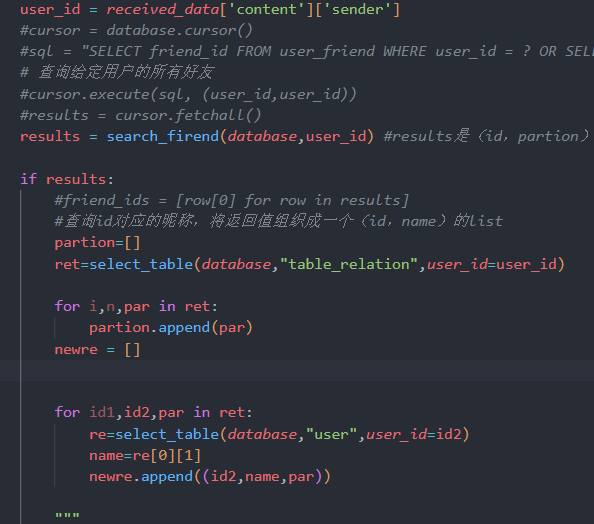 user_id = received_data['content']['sender']
#cursor = database.cursor()
#sql = "SELECT friend_id FROM user_friend WHERE user_id = ? OR SELE
# 查询给定用户的所有好友
#cursor.execute(sql, (user_id,user_id))
#results = cursor.fetchall()
results = search_firend(database,user_id) #results是（id，partion）
if results:
#friend_ids = [row[0] for row in results]
#查询id对应的昵称，将返回值组织成一个（id，name）的list
partion=[]
ret=select_table(database,"table_relation",user_id=user_id)
for i,n,par in ret:
partion.append(par)
newre = []
for id1,id2,par in ret:
re=select_table(database,"user",user_id=id2)
name=re[0][1]
newre.append((id2,name,par))
"""